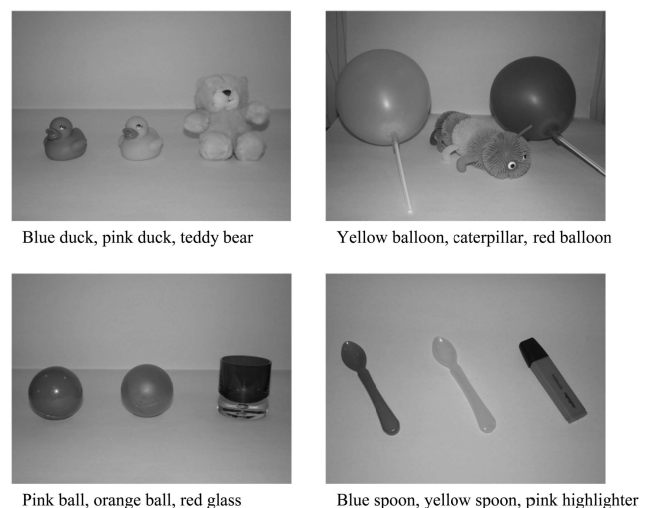 Blue duck, pink duck, teddy bear
Yellow balloon, caterpillar, red balloon
Pink ball, orange ball, red glass
Blue spoon, yellow spoon, pink highlighter